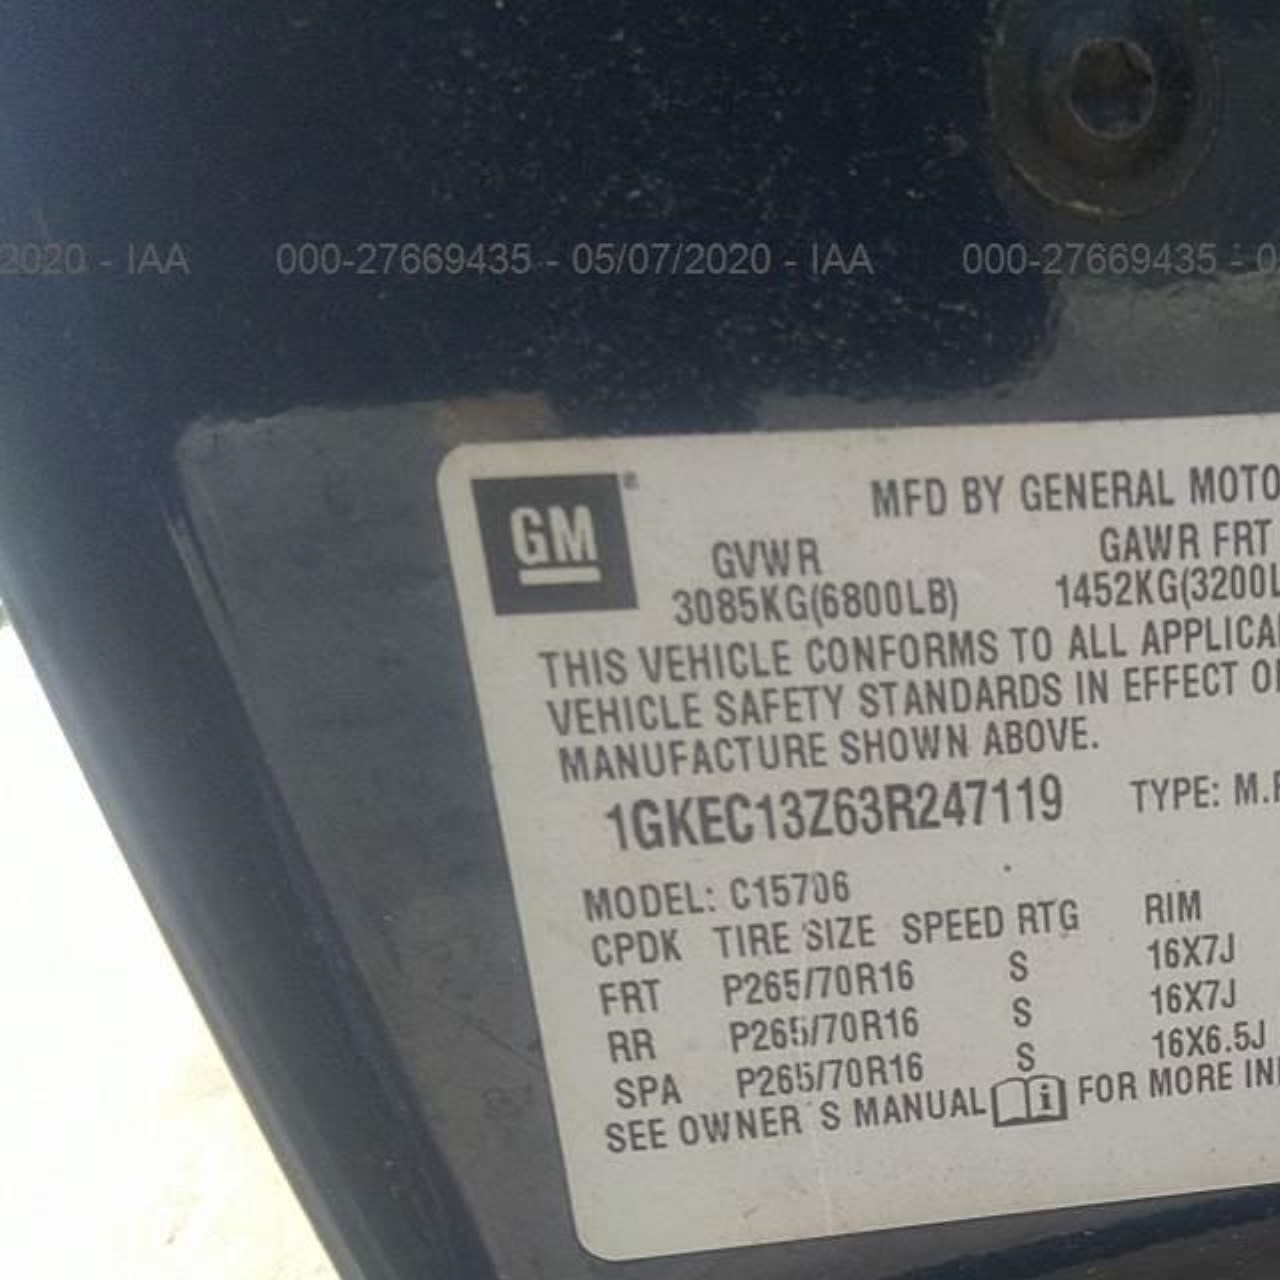 2020 - IAA 000-27669435 - 05/07/2020 - IAA 000-27669435 - 0
GM®
MFD BY GENERAL MOTO
GVWR GAWR FRT
3085KG(6800LB) 1452KG(3200L
THIS VEHICLE CONFORMS TO ALL APPLICA
VEHICLE SAFETY STANDARDS IN EFFECT O
MANUFACTURE SHOWN ABOVE.
1GKEC13Z63R247119 TYPE: M.P
MODEL: C15706
CPDK TIRE SIZE SPEED RTG RIM
FRT P265/70R16 S 16X7J
RR P265/70R16 S 16X7J
SPA P265/70R16 S 16X6.5J
SEE OWNER´S MANUAL i FOR MORE IN